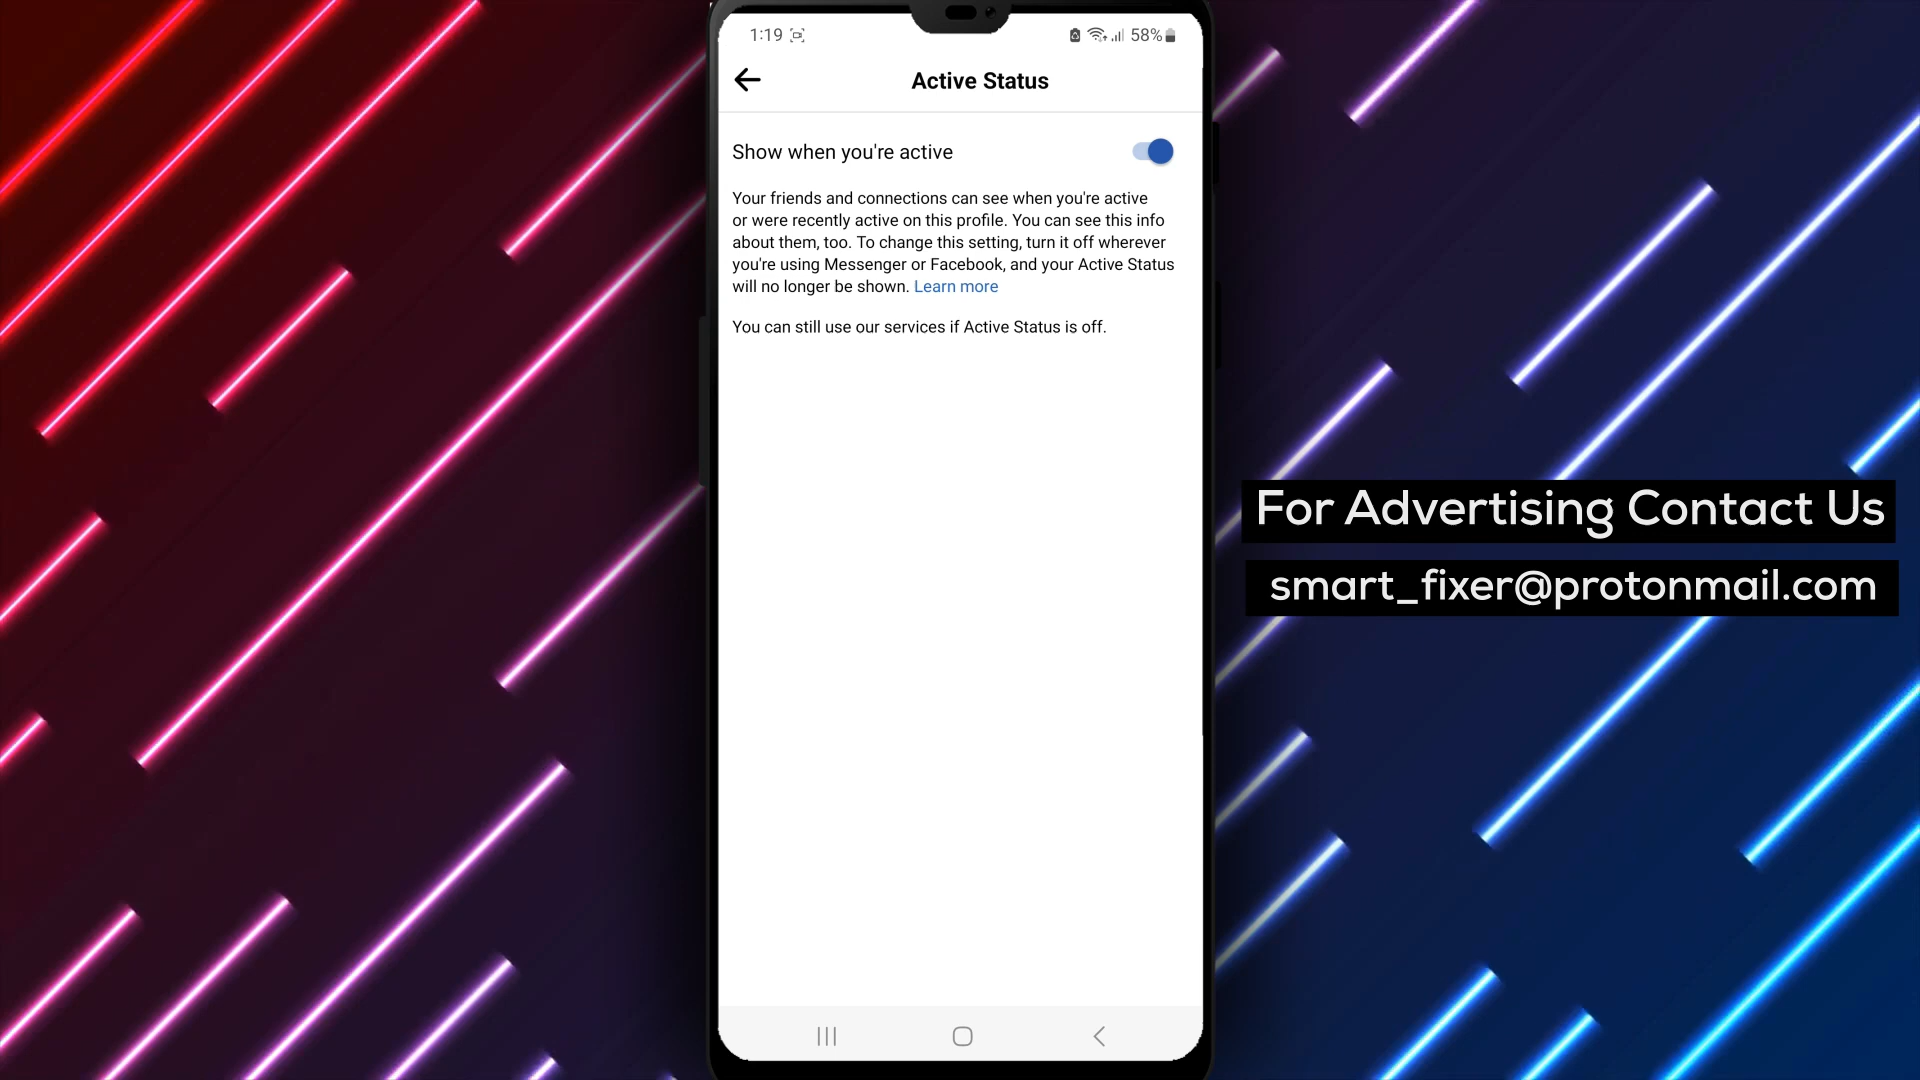 1:19
58%
Active Status
Show when you're active
Your friends and connections can see when you're active
or were recently active on this profile. You can see this info
about them, too. To change this setting, turn it off wherever
you're using Messenger or Facebook, and your Active Status
will no longer be shown. Learn more
You can still use our services if Active Status is off.
For Advertising Contact Us
smart_fixer@protonmail.com